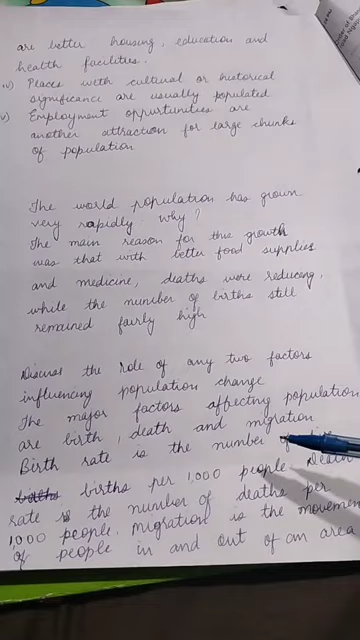 are better housing, education and
health facilities.
iv) Places with cultural or historical
significance are usually populated
v) Employment oppurtunities are
another attraction for large chunks
of population
The world population has grown
very rapidly. Why?
The main reason for this growth
was that with better food supplies
and medicine, deaths were reducing,
while the number of births still
remained fairly high
Discuss the role of any two factors
influencing population change
The major factors affecting population
are birth, death and migration
Birth rate is the number of
births per 1,000 people. Death
rate is the number of deaths per
1,000 people. Migration is the movement
of people in and out of an area